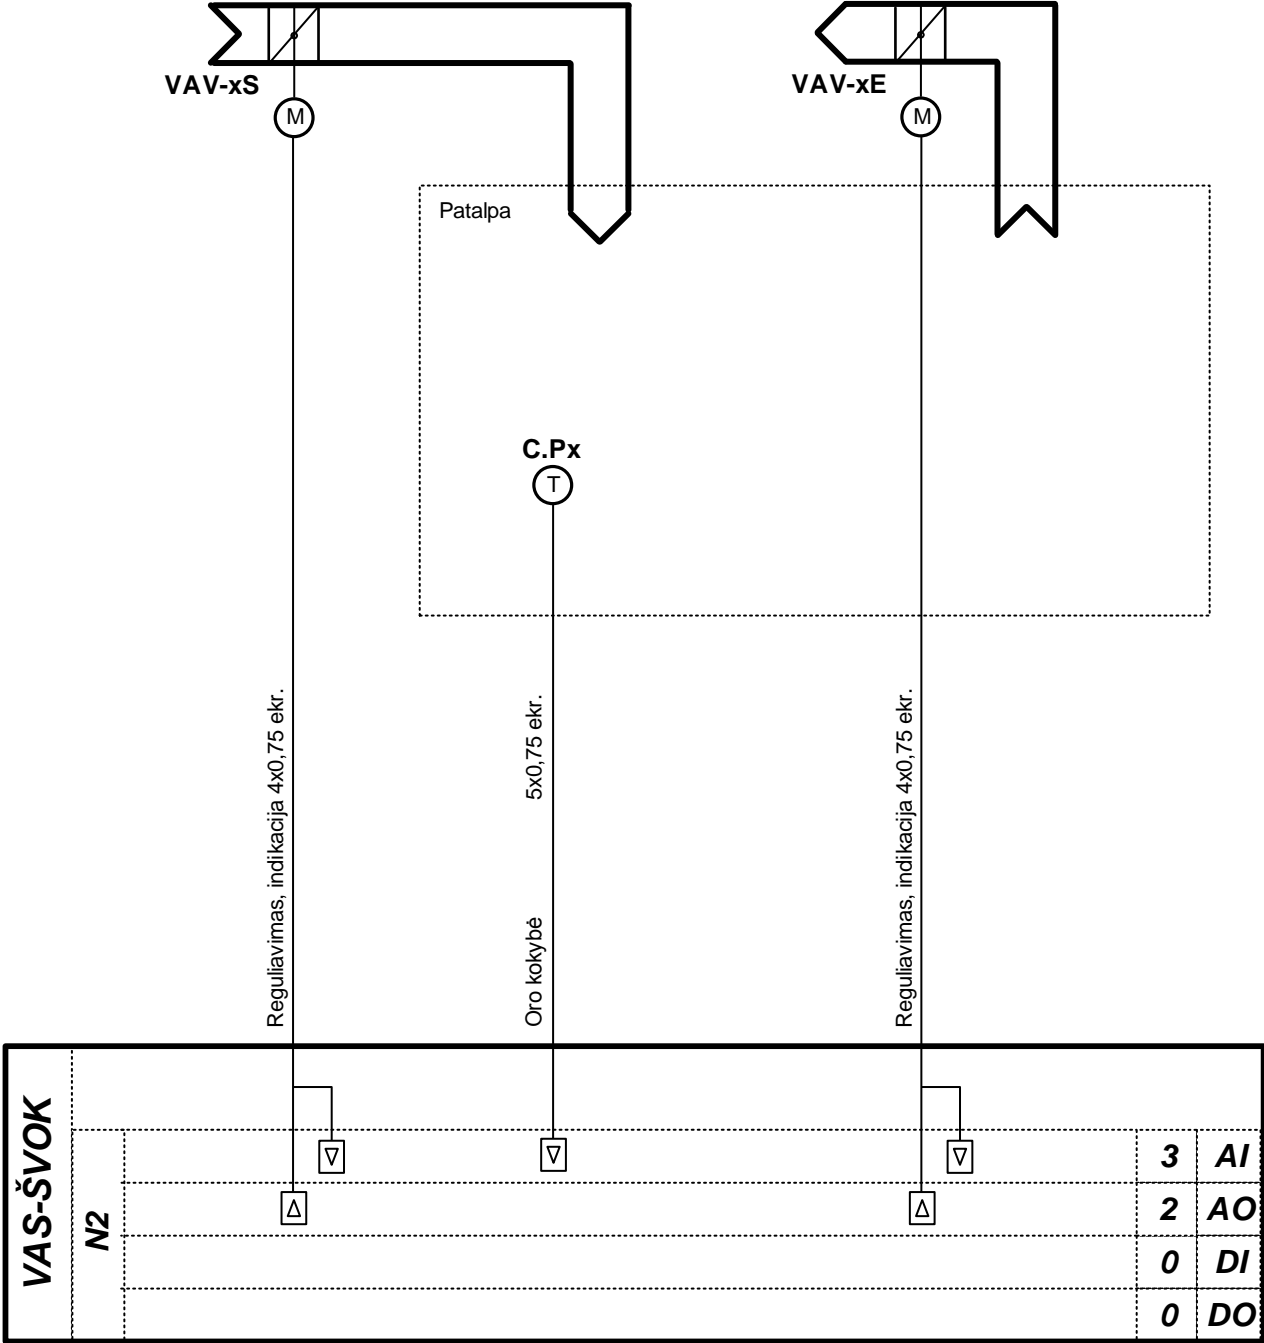 VAV-xS
VAV-xE
M
M
Patalpa
C.Px
T
Reguliavimas, indikacija 4x0,75 ekr.
Oro kokybė 5x0,75 ekr.
Reguliavimas, indikacija 4x0,75 ekr.
VAS-ŠVOK
N2
3 AI
2 AO
0 DI
0 DO